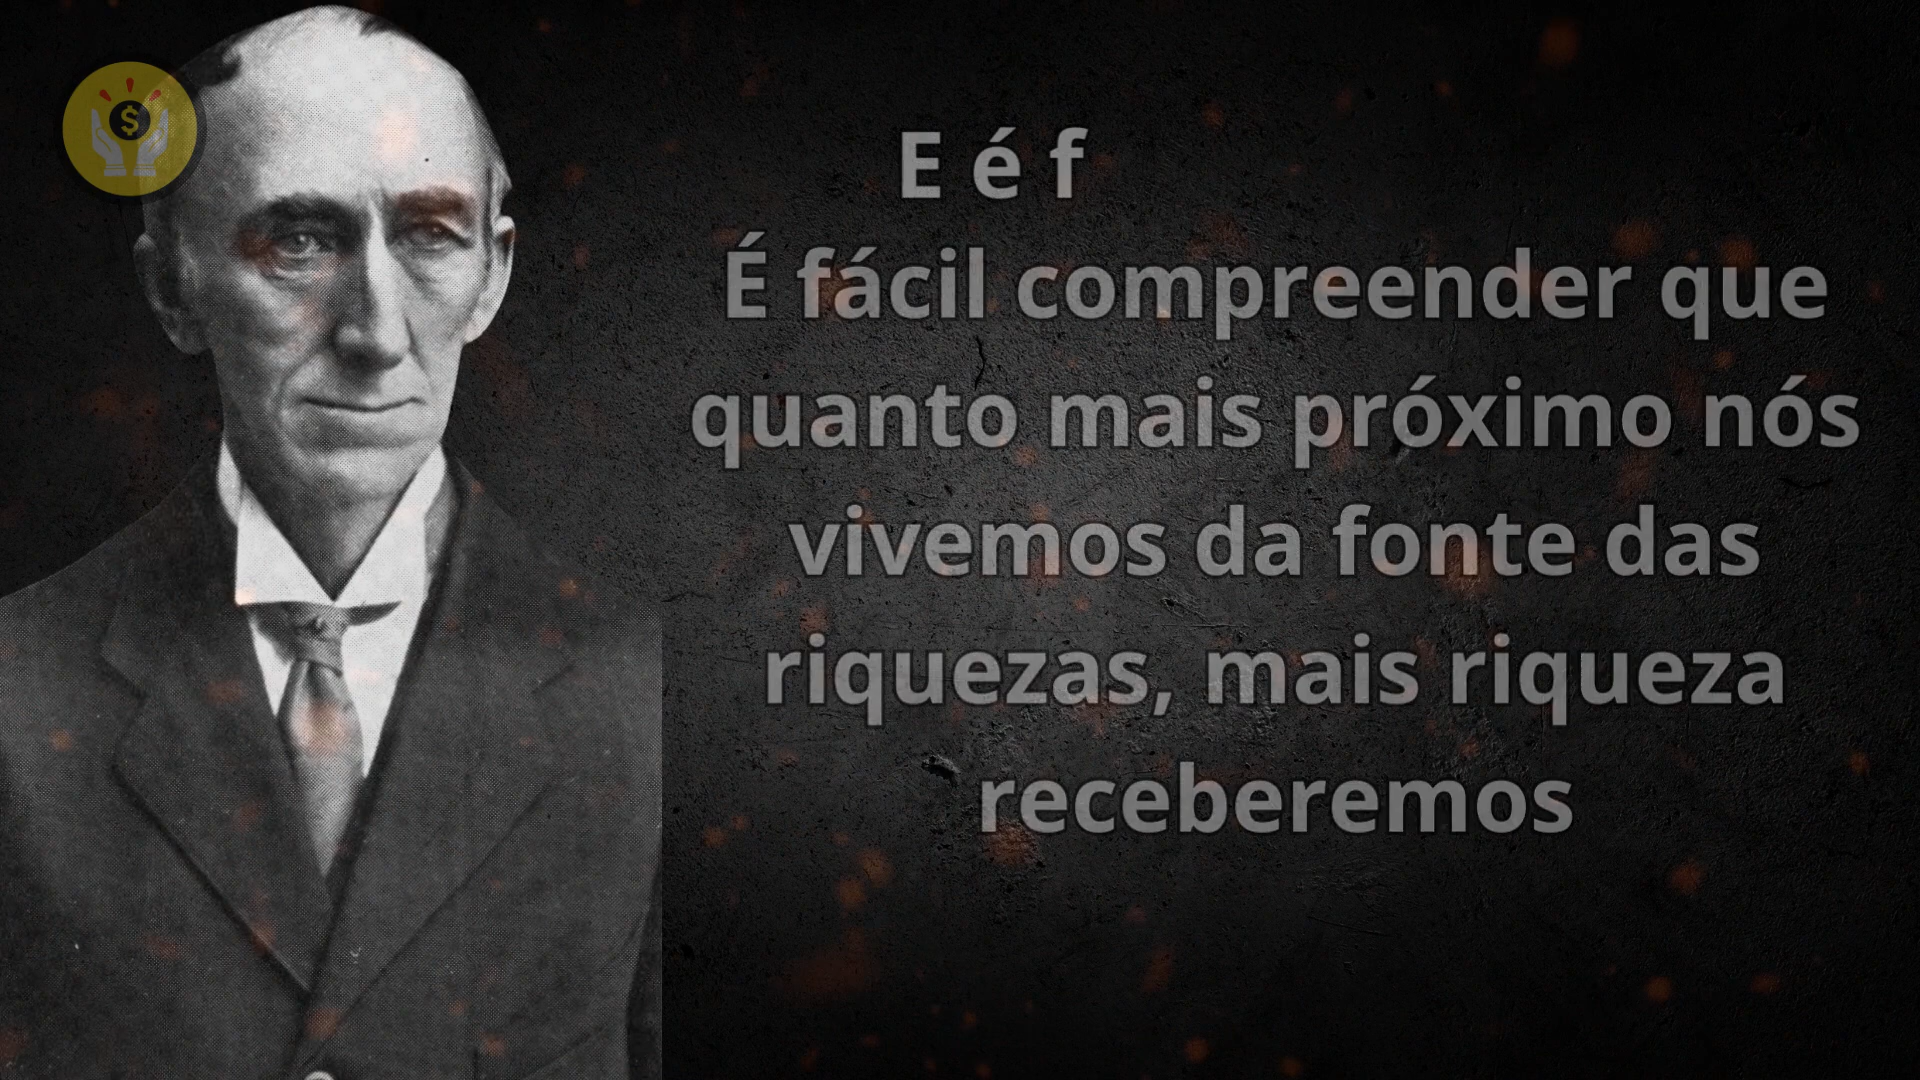 $
E é f
É fácil compreender que
quanto mais próximo nós
vivemos da fonte das
riquezas, mais riqueza
receberemos